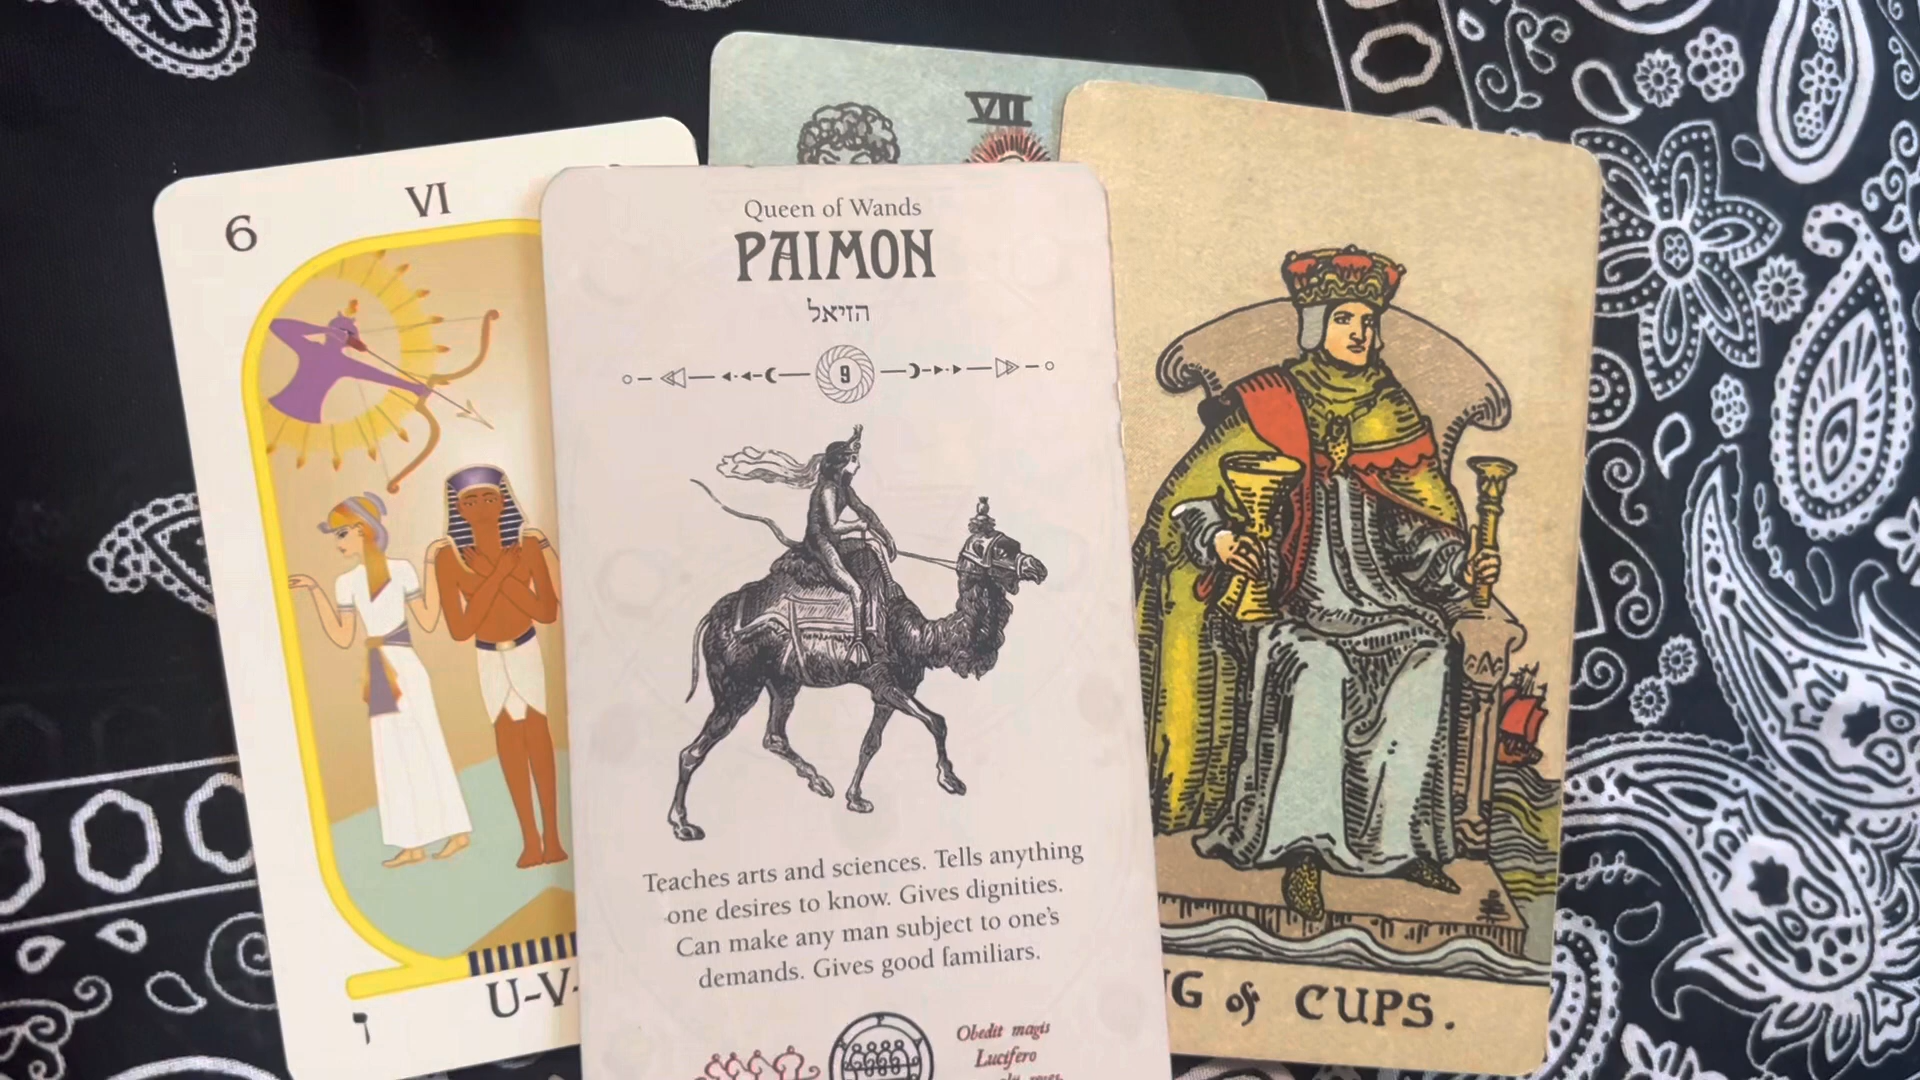 6
VI
U-V-
ו
VII
Queen of Wands
PAIMON
הזיאל
9
Teaches arts and sciences. Tells anything
one desires to know. Gives dignities.
Can make any man subject to one's
demands. Gives good familiars.
Obedit magis
Lucifero
G of CUPS.